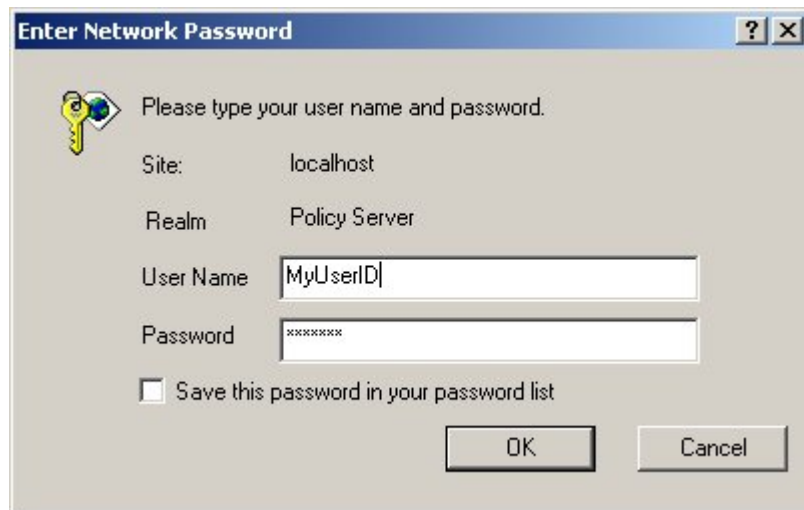 Enter Network Password
Please type your user name and password.
Site: localhost
Realm Policy Server
User Name MyUserID
Password *******
Save this password in your password list
OK Cancel